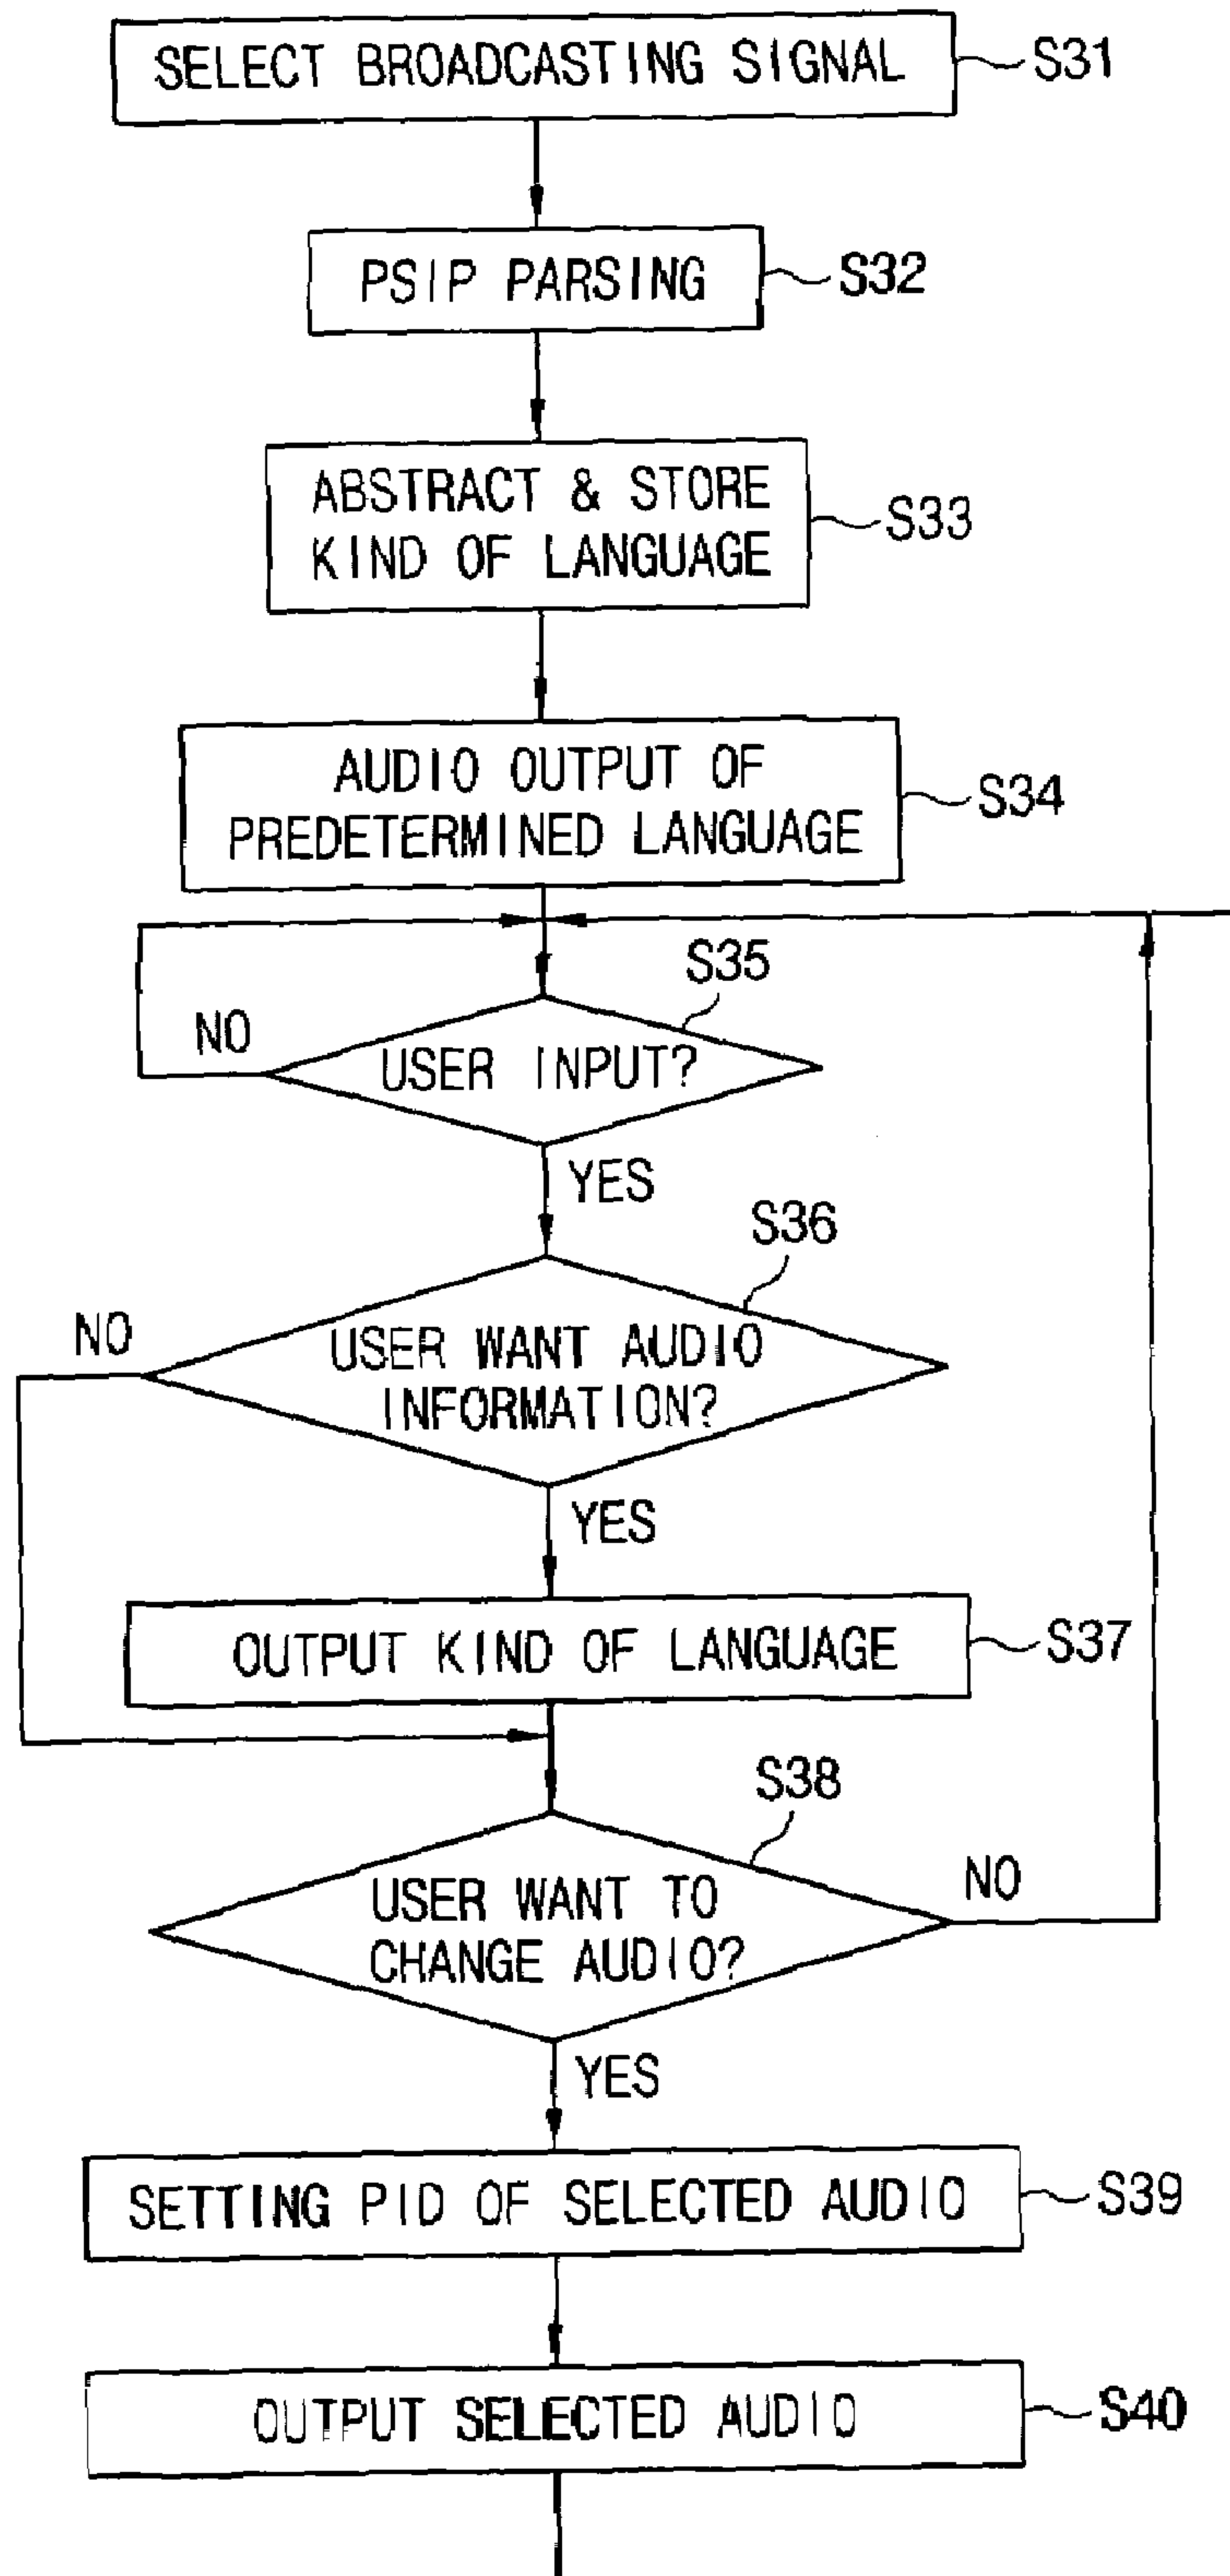 SELECT BROADCASTING SIGNAL S31
PSIP PARSING S32
ABSTRACT & STORE
KIND OF LANGUAGE
S33
AUDIO OUTPUT OF
PREDETERMINED LANGUAGE
S34
S35
NO
USER INPUT?
YES
S36
NO
USER WANT AUDIO
INFORMATION?
YES
OUTPUT KIND OF LANGUAGE S37
S38
NO
USER WANT TO
CHANGE AUDIO?
YES
SETTING PID OF SELECTED AUDIO S39
OUTPUT SELECTED AUDIO S40